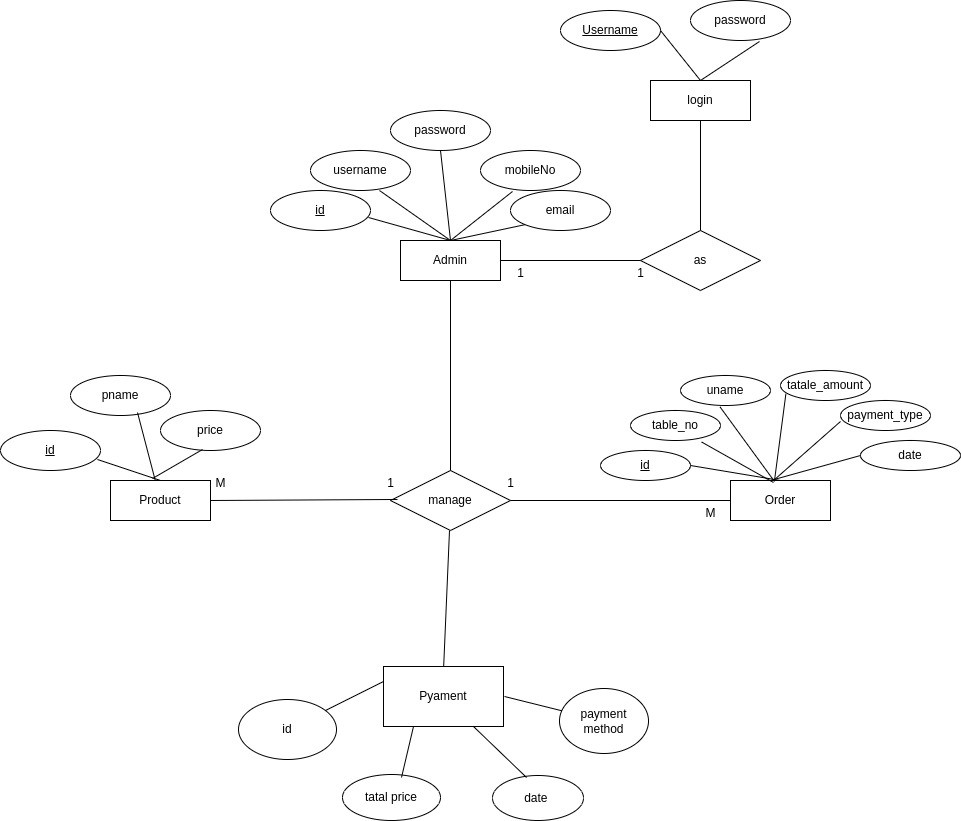 Username
password
login
password
username
mobileNo
id
email
Admin
as
1
1
pname
price
id
Product
M
1
manage
1
M
uname
tatale_amount
table_no
payment_type
id
date
Order
Pyament
id
payment
method
tatal price
date